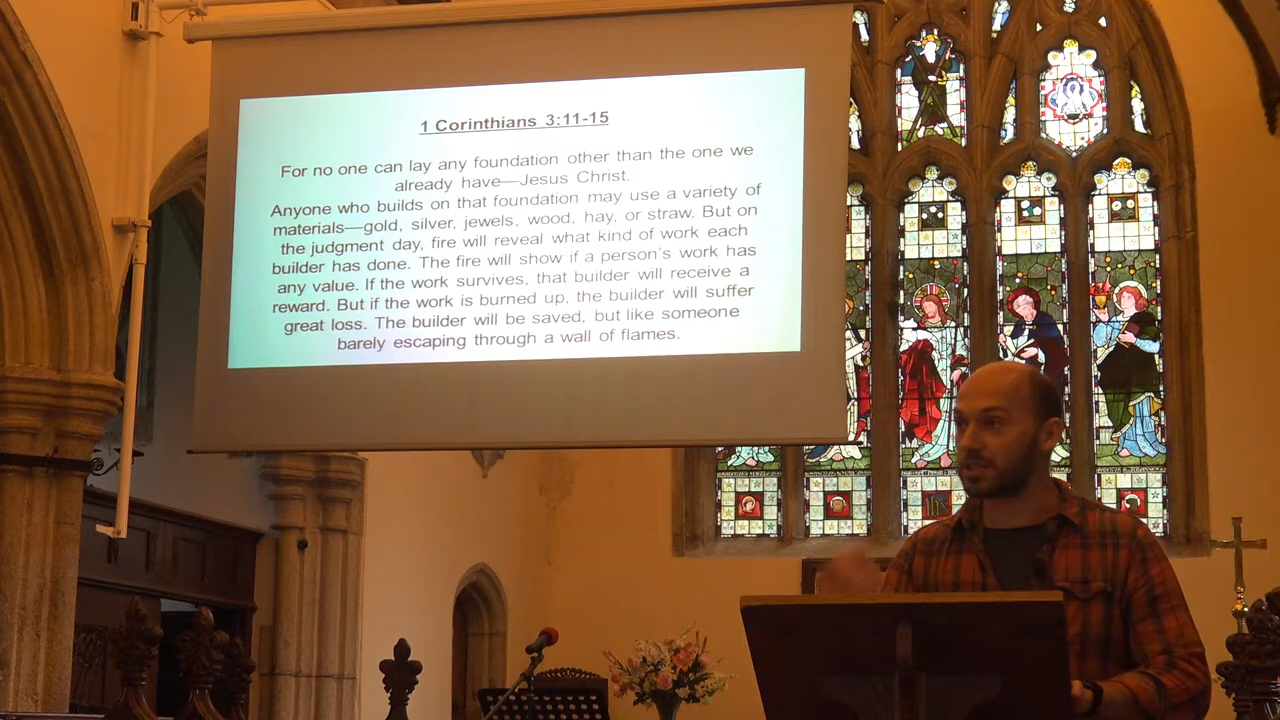 1 Corinthians 3:11-15
For no one can lay any foundation other than the one we
already have—Jesus Christ.
Anyone who builds on that foundation may use a variety of
materials—gold, silver, jewels, wood, hay, or straw. But on
the judgment day, fire will reveal what kind of work each
builder has done. The fire will show if a person's work has
any value. If the work survives, that builder will receive a
reward. But if the work is burned up, the builder will suffer
great loss. The builder will be saved, but like someone
barely escaping through a wall of flames.
ihs